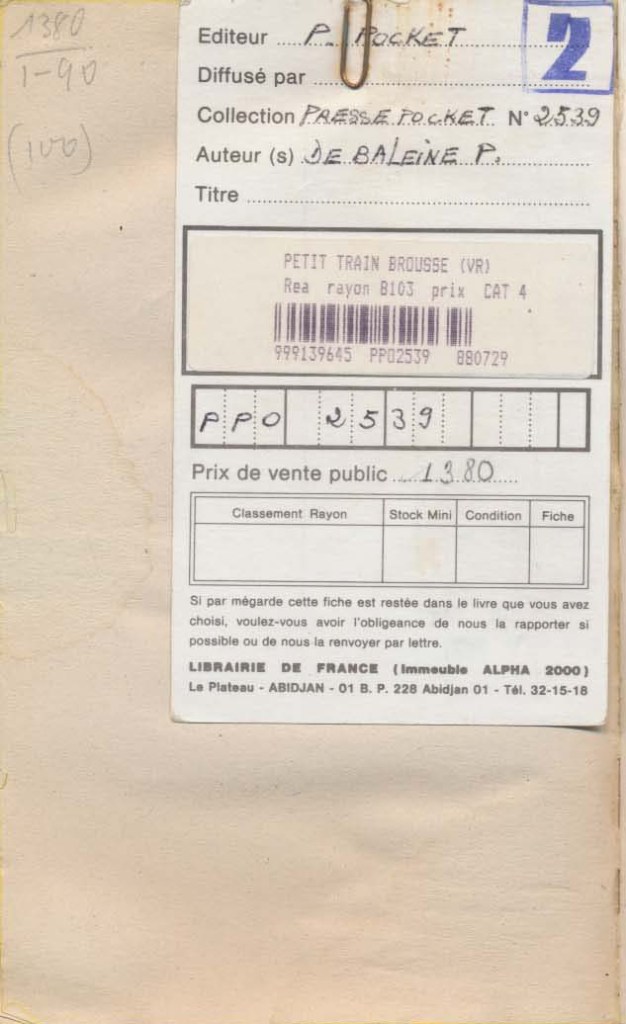 1380
1-90
(100)
Editeur P. POCKET
2
Diffusé par
Collection PRESSE POCKET N° 2539
Auteur (s) DE BALEINE P.
Titre
PETIT TRAIN BROUSSE (VR)
Rea rayon B103 prix CAT 4
999139645 PP02539 880729
PPO 2539
Prix de vente public 1380
Classement Rayon Stock Mini Condition Fiche
Si par mégarde cette fiche est restée dans le livre que vous avez
choisi, voulez-vous avoir l'obligeance de nous la rapporter si
possible ou de nous la renvoyer par lettre.
LIBRAIRIE DE FRANCE (Immeuble ALPHA 2000)
Le Plateau - ABIDJAN - 01 B. P. 228 Abidjan 01 - Tél. 32-15-18